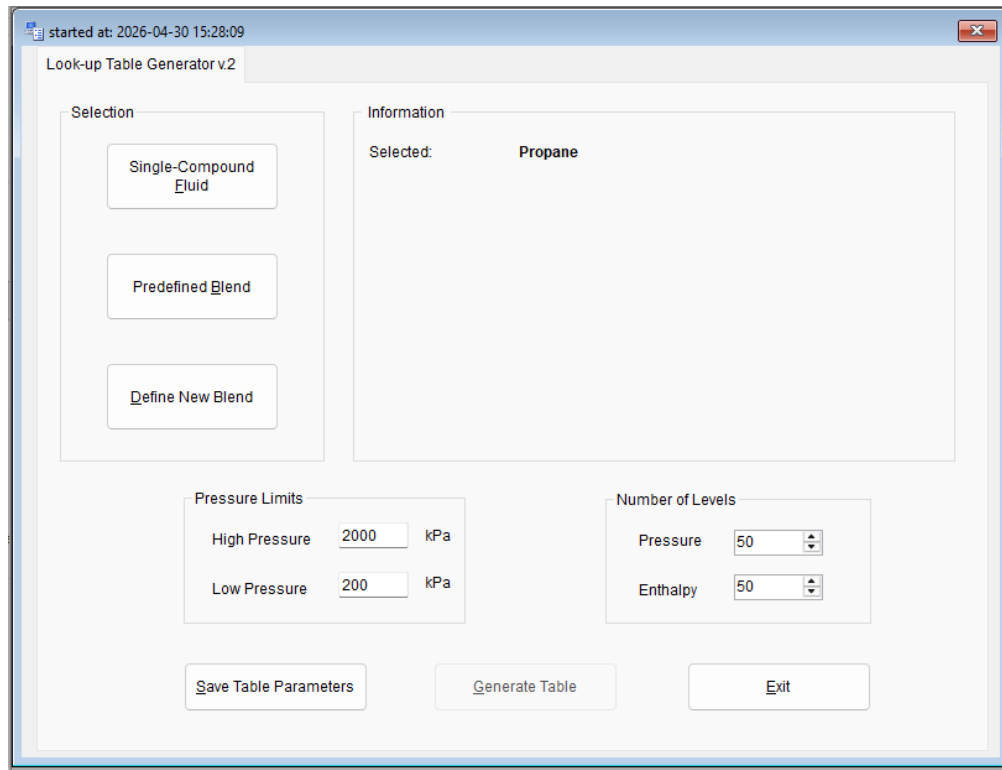 started at: 2026-04-30 15:28:09
Look-up Table Generator v.2
Selection
Single-Compound
Fluid
Predefined Blend
Define New Blend
Information
Selected: Propane
Pressure Limits
High Pressure 2000 kPa
Low Pressure 200 kPa
Number of Levels
Pressure 50
Enthalpy 50
Save Table Parameters
Generate Table
Exit